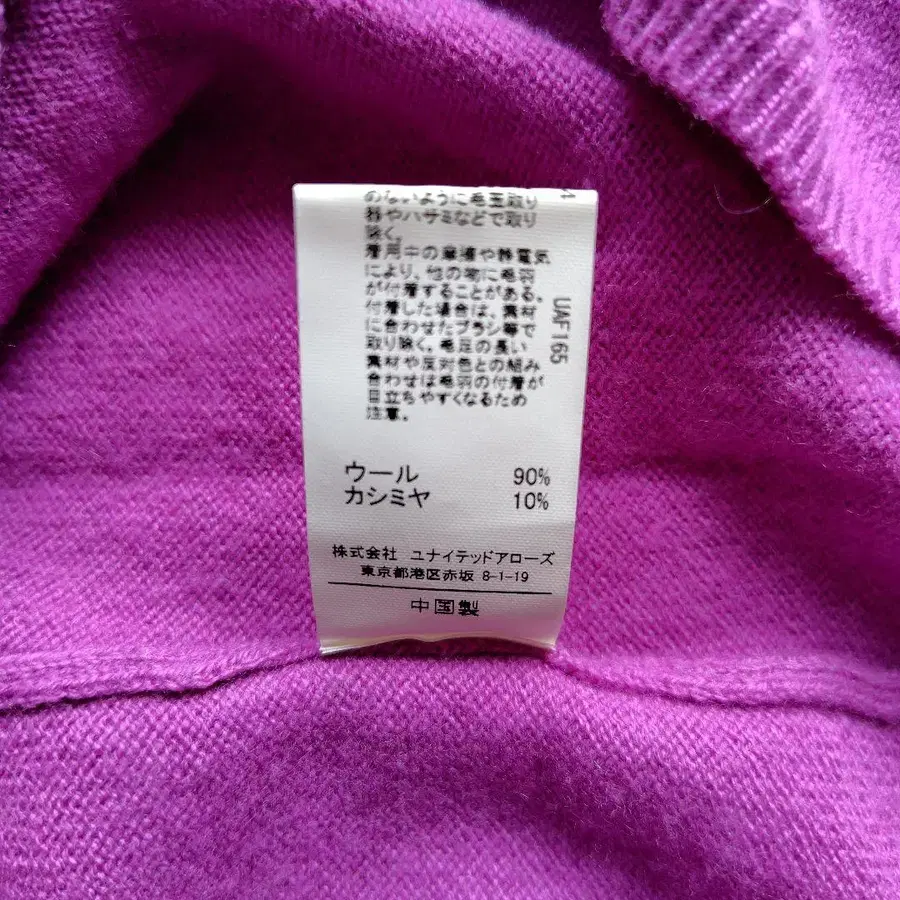 のないように毛玉取り
器やハサミなどで取り
除く。
着用中の摩擦や静電気
により、他の物に毛羽
が付着することがある。
付着した場合は、素材
に合わせたブラシ等で
取り除く。毛足の長い
素材や反対色との組み
合わせは毛羽の付着が
目立ちやすくなるため
注意。
UAF165
ウール 90%
カシミヤ 10%
株式会社 ユナイテッドアローズ
東京都港区赤坂 8-1-19
中国製